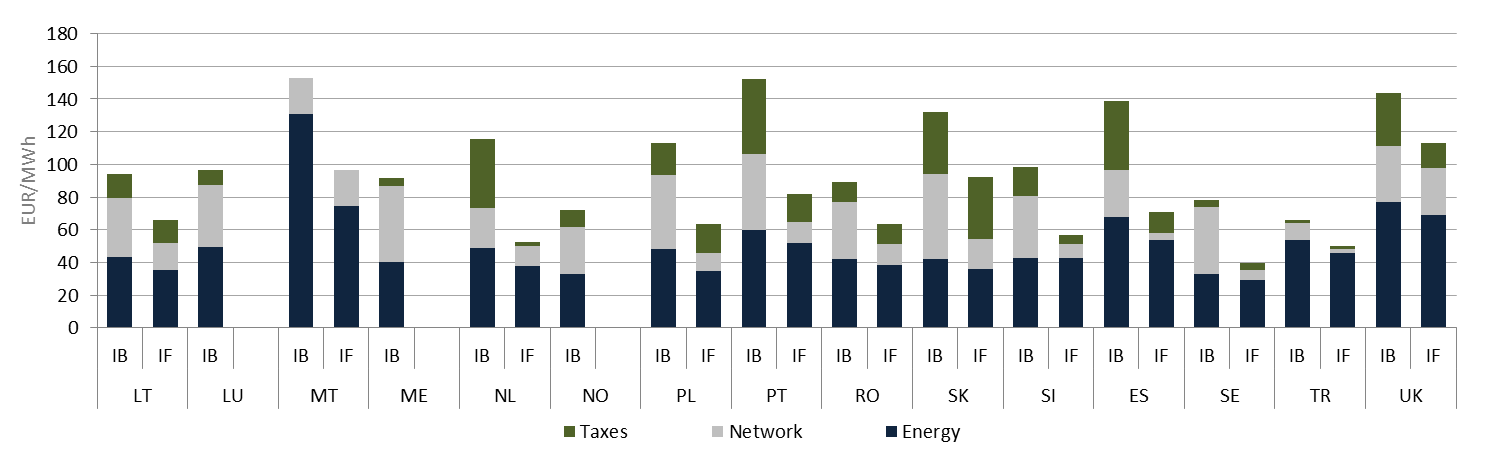 180
160
140
120
100
80
60
40
20
0
EUR/MWh
IB IF IB IB IF IB IB IF IB IB IF IB IF IB IF IB IF IB IF IB IF IB IF IB IF IB IF
LT LU MT ME NL NO PL PT RO SK SI ES SE TR UK
Taxes Network Energy